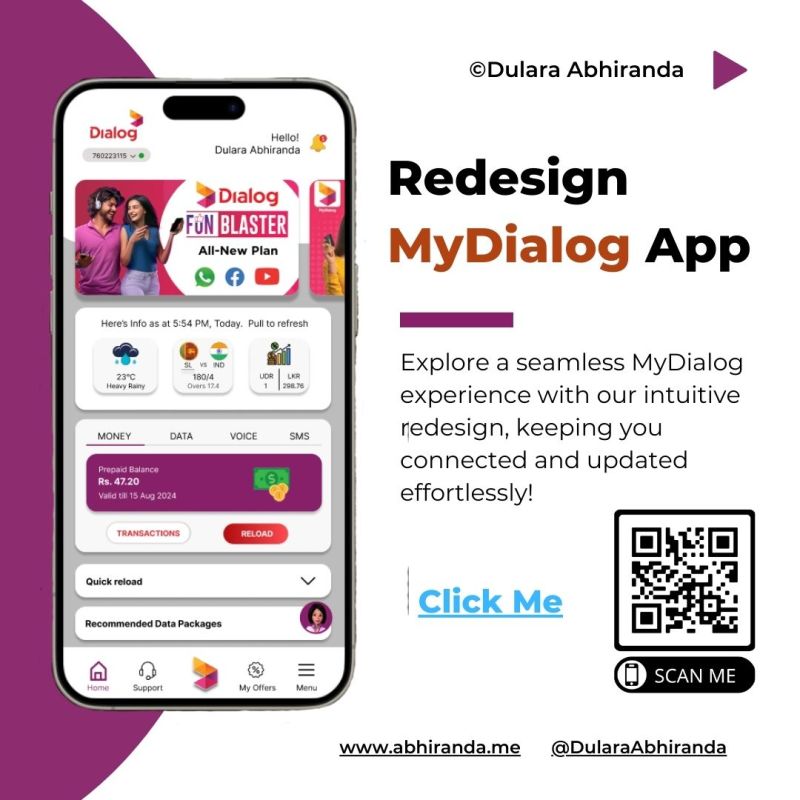 ©Dulara Abhiranda
Redesign
MyDialog App
Explore a seamless MyDialog
experience with our intuitive
redesign, keeping you
connected and updated
effortlessly!
Click Me
SCAN ME
www.abhiranda.me @DularaAbhiranda
Dialog
760223115
Hello!
Dulara Abhiranda
Dialog
FUN BLASTER
All-New Plan
Here's Info as at 5:54 PM, Today. Pull to refresh
23°C
Heavy Rainy
SL VS IND
180/4
Overs 17.4
UDR LKR
1 298.76
MONEY DATA VOICE SMS
Prepaid Balance
Rs. 47.20
Valid till 15 Aug 2024
TRANSACTIONS RELOAD
Quick reload
Recommended Data Packages
Home Support My Offers Menu